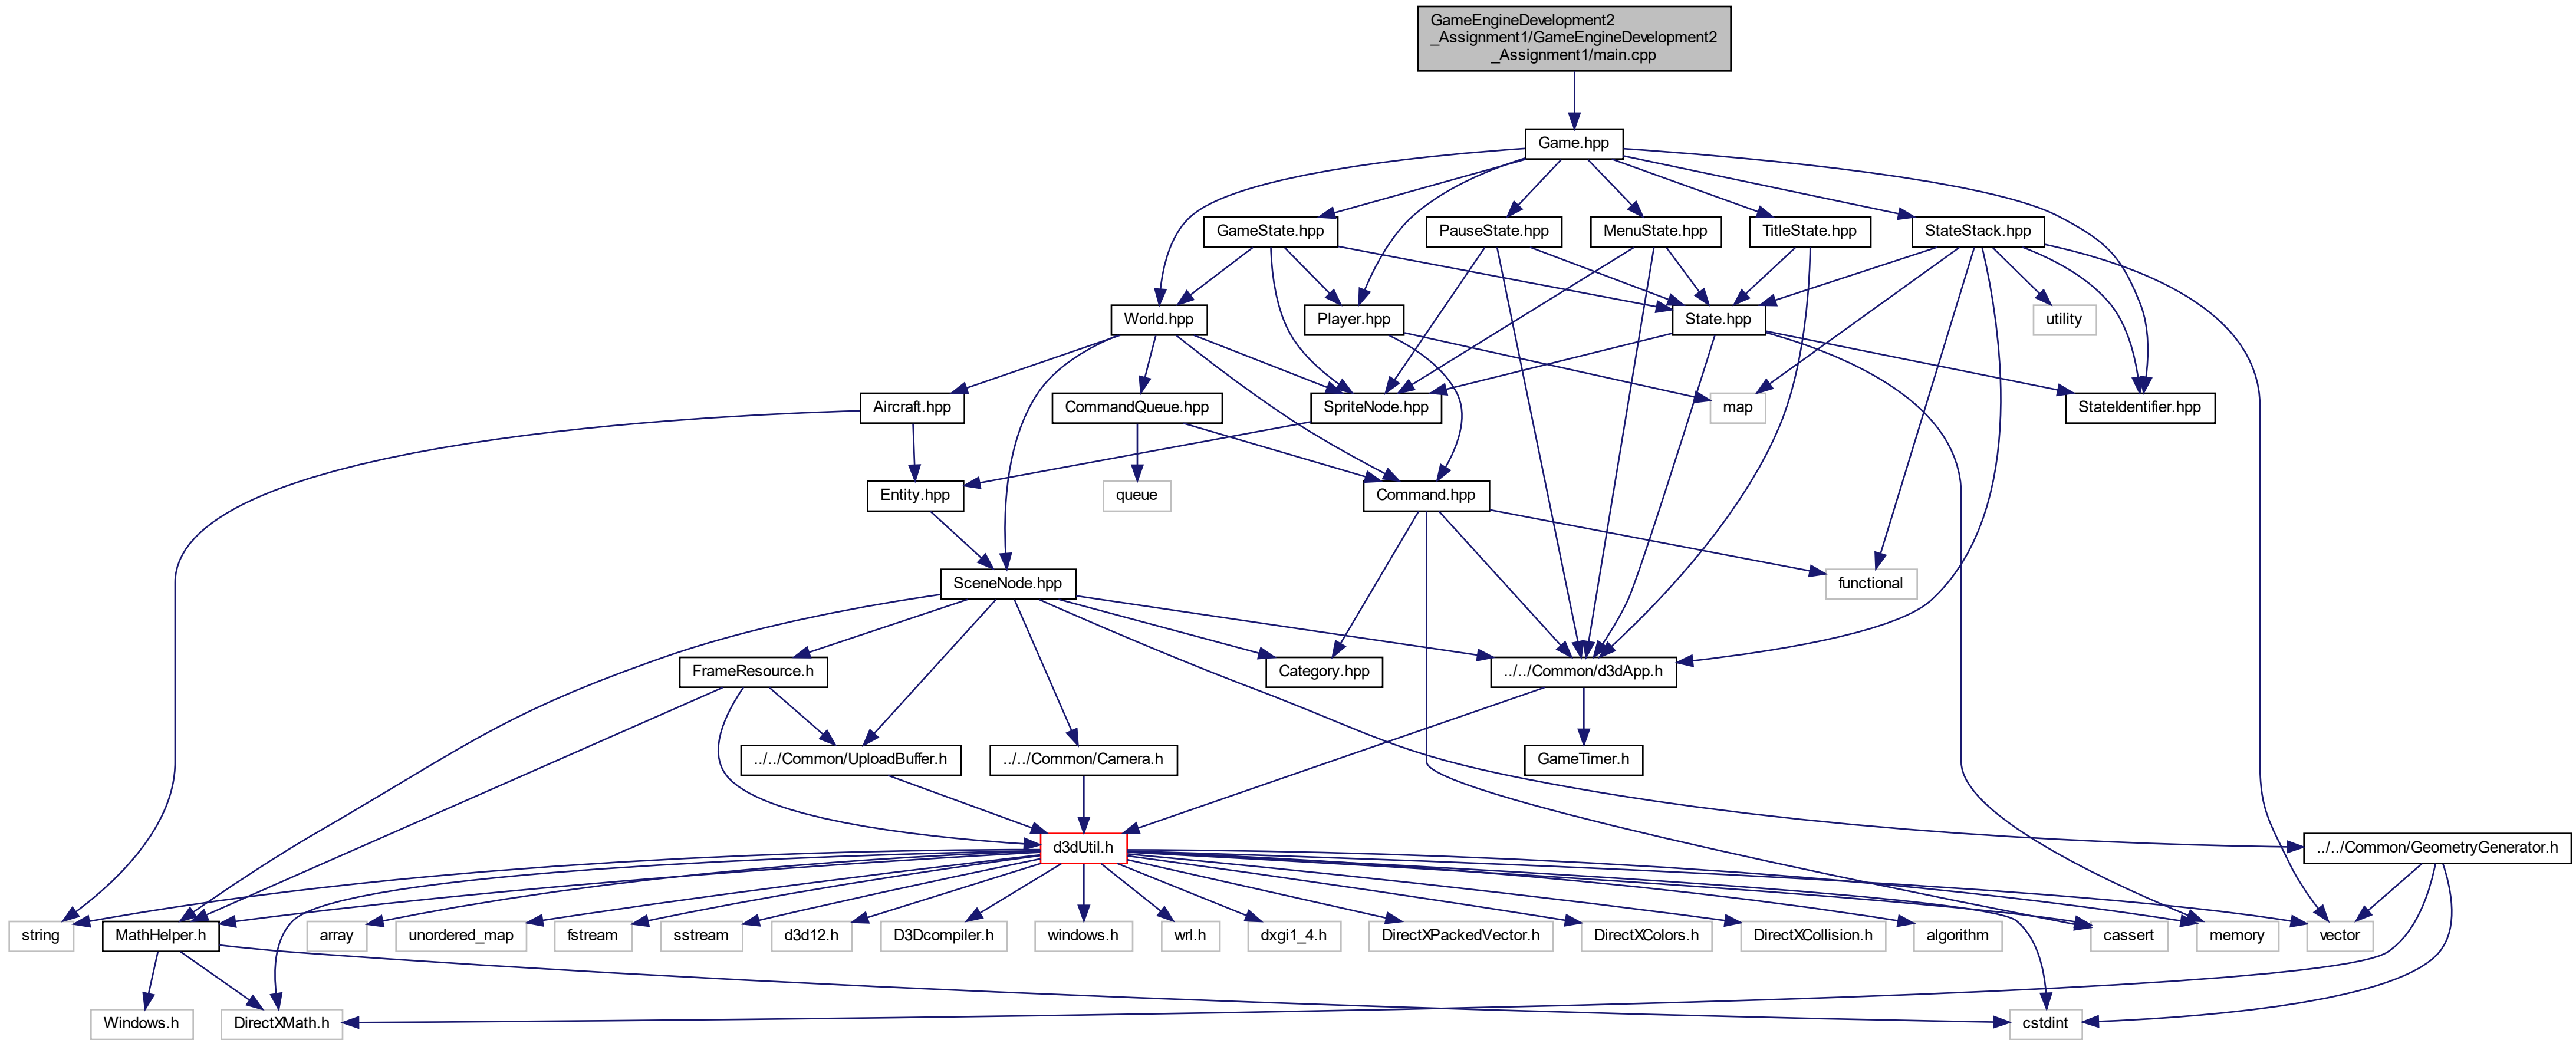 GameEngineDevelopment2
_Assignment1/GameEngineDevelopment2
_Assignment1/main.cpp
Game.hpp
GameState.hpp
PauseState.hpp
MenuState.hpp
TitleState.hpp
StateStack.hpp
World.hpp
Player.hpp
State.hpp
utility
Aircraft.hpp
CommandQueue.hpp
SpriteNode.hpp
map
StateIdentifier.hpp
Entity.hpp
queue
Command.hpp
SceneNode.hpp
functional
FrameResource.h
Category.hpp
../../Common/d3dApp.h
../../Common/UploadBuffer.h
../../Common/Camera.h
GameTimer.h
d3dUtil.h
../../Common/GeometryGenerator.h
string
MathHelper.h
array
unordered_map
fstream
sstream
d3d12.h
D3Dcompiler.h
windows.h
wrl.h
dxgi1_4.h
DirectXPackedVector.h
DirectXColors.h
DirectXCollision.h
algorithm
cassert
memory
vector
Windows.h
DirectXMath.h
cstdint